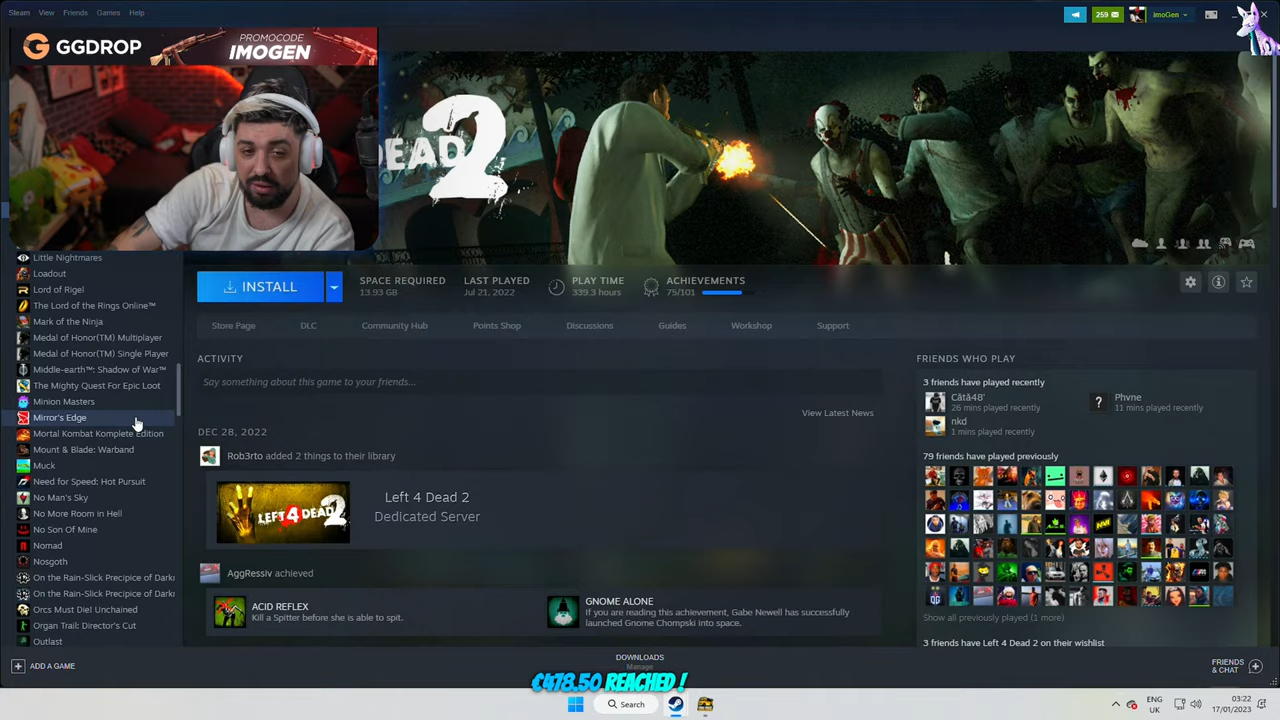 Steam View Friends Games Help
259 imoGen
GGDROP
PROMOCODE
IMOGEN
DEAD 2
Little Nightmares
Loadout
Lord of Rigel
The Lord of the Rings Online™
Mark of the Ninja
Medal of Honor(TM) Multiplayer
Medal of Honor(TM) Single Player
Middle-earth™: Shadow of War™
The Mighty Quest For Epic Loot
Minion Masters
Mirror's Edge
Mortal Kombat Komplete Edition
Mount & Blade: Warband
Muck
Need for Speed: Hot Pursuit
No Man's Sky
No More Room in Hell
No Son Of Mine
Nomad
Nosgoth
On the Rain-Slick Precipice of Darkn
On the Rain-Slick Precipice of Darkn
Orcs Must Die! Unchained
Organ Trail: Director's Cut
Outlast
INSTALL
SPACE REQUIRED
13.93 GB
LAST PLAYED
Jul 21, 2022
PLAY TIME
339.3 hours
ACHIEVEMENTS
75/101
Store Page DLC Community Hub Points Shop Discussions Guides Workshop Support
ACTIVITY
Say something about this game to your friends...
View Latest News
DEC 28, 2022
Rob3rto added 2 things to their library
LEFT 4 DEAD 2
Left 4 Dead 2
Dedicated Server
AggRessiv achieved
ACID REFLEX
Kill a Spitter before she is able to spit.
GNOME ALONE
If you are reading this achievement, Gabe Newell has successfully
launched Gnome Chompski into space.
FRIENDS WHO PLAY
3 friends have played recently
Cătă48'
26 mins played recently
Phvne
11 mins played recently
nkd
1 mins played recently
79 friends have played previously
Show all previously played (1 more)
3 friends have Left 4 Dead 2 on their wishlist
ADD A GAME
DOWNLOADS
Manage
FRIENDS
& CHAT
€478.50 REACHED !
Search
ENG
UK
03:22
17/01/2023